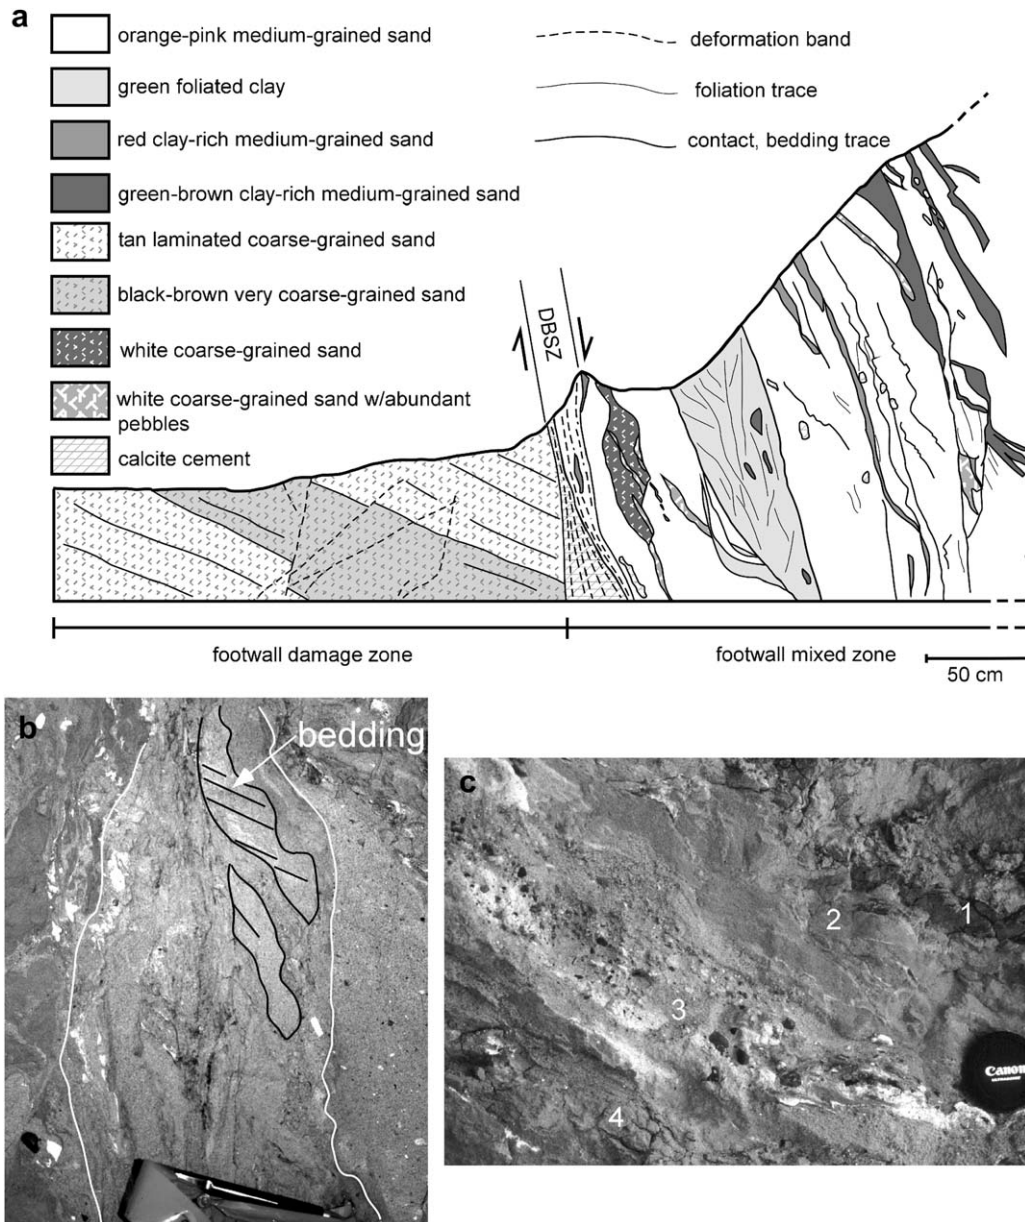 a
orange-pink medium-grained sand
green foliated clay
red clay-rich medium-grained sand
green-brown clay-rich medium-grained sand
tan laminated coarse-grained sand
black-brown very coarse-grained sand
white coarse-grained sand
white coarse-grained sand w/abundant
pebbles
calcite cement
deformation band
foliation trace
contact, bedding trace
DBSZ
footwall damage zone
footwall mixed zone
50 cm
b
bedding
c
1
2
3
4
Canon